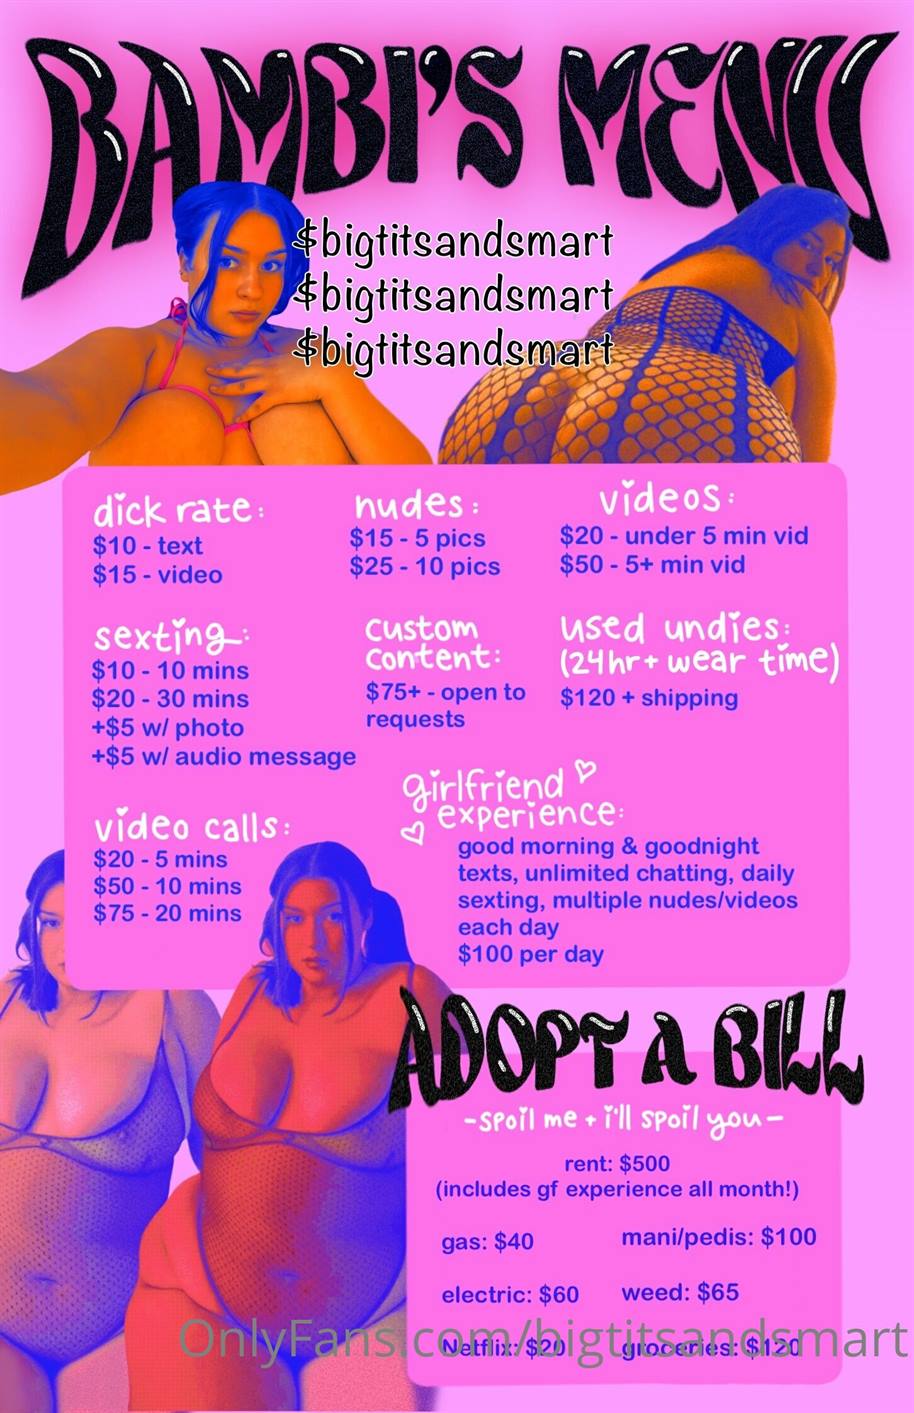 BAMBI'S MENU
$bigtitsandsmart
$bigtitsandsmart
$bigtitsandsmart
dick rate:
$10 - text
$15 - video
nudes:
$15 - 5 pics
$25 - 10 pics
videos:
$20 - under 5 min vid
$50 - 5+ min vid
sexting:
$10 - 10 mins
$20 - 30 mins
+$5 w/ photo
+$5 w/ audio message
custom
content:
$75+ - open to
requests
used undies:
(24hr+ wear time)
$120 + shipping
video calls:
$20 - 5 mins
$50 - 10 mins
$75 - 20 mins
girlfriend
experience:
good morning & goodnight
texts, unlimited chatting, daily
sexting, multiple nudes/videos
each day
$100 per day
ADOPT A BILL
-spoil me + i'll spoil you-
rent: $500
(includes gf experience all month!)
gas: $40
mani/pedis: $100
electric: $60
weed: $65
Netflix: $20
groceries: $120
OnlyFans.com/bigtitsandsmart